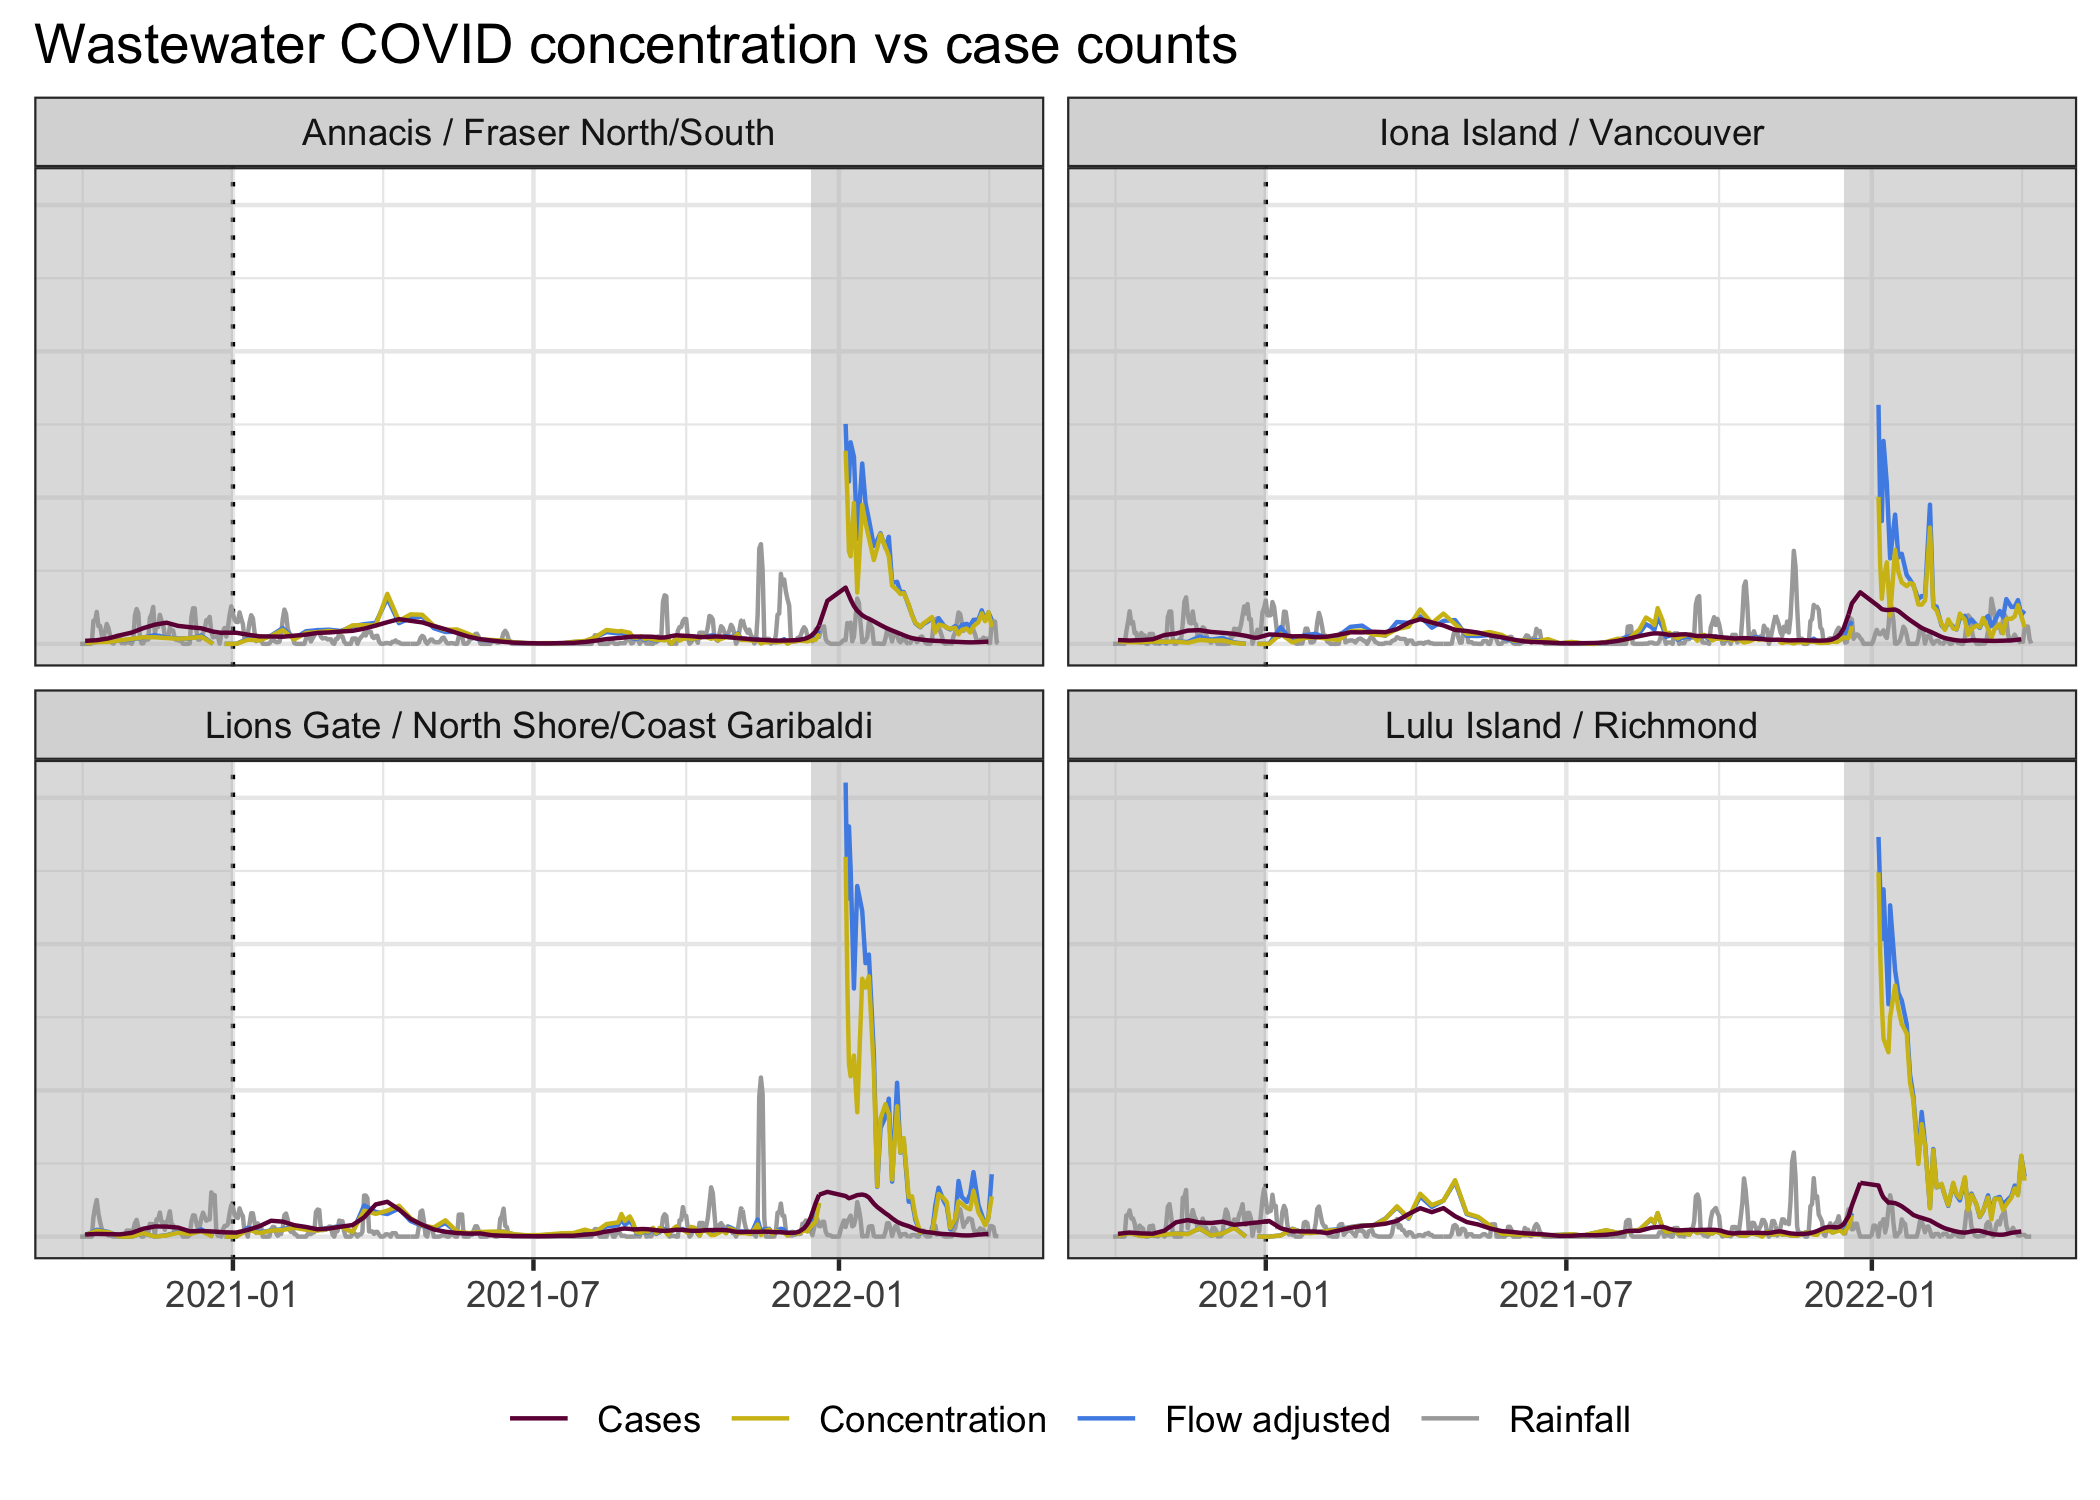 Wastewater COVID concentration vs case counts
Annacis / Fraser North/South
Iona Island / Vancouver
Lions Gate / North Shore/Coast Garibaldi
Lulu Island / Richmond
2021-01 2021-07 2022-01
2021-01 2021-07 2022-01
Cases Concentration Flow adjusted Rainfall